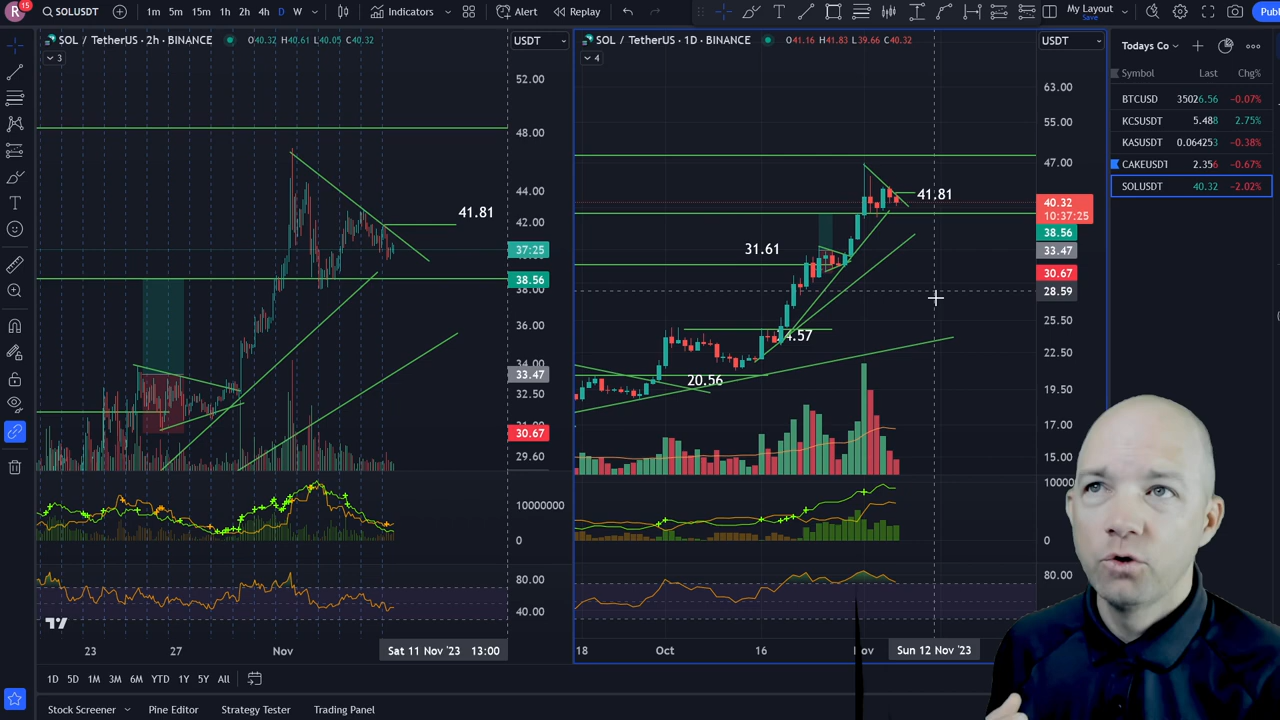 R 15 SOLUSDT 1m 5m 15m 1h 2h 4h D W Indicators Alert Replay My Layout Save Publ
3
SOL / TetherUS · 2h · BINANCE O40.32 H40.61 L40.05 C40.32 USDT
52.00
48.00
44.00
42.00
41.81
37:25
38.56
38.00
36.00
34.00
33.47
32.50
30.67
29.60
10000000
0
80.00
40.00
23 27 Nov Sat 11 Nov '23 13:00
SOL / TetherUS · 1D · BINANCE O41.16 H41.83 L39.66 C40.32 USDT
4
63.00
55.00
47.00
41.81
40.32
10:37:25
38.56
31.61
33.47
30.67
28.59
25.50
4.57
22.50
20.56
19.50
17.00
15.00
10000
0
80.00
18 Oct 16 Nov Sun 12 Nov '23
Todays Co
Symbol Last Chg%
BTCUSD 35026.56 −0.07%
KCSUSDT 5.488 2.75%
KASUSDT 0.064253 −0.38%
CAKEUSDT 2.356 −0.67%
SOLUSDT 40.32 −2.02%
1D 5D 1M 3M 6M YTD 1Y 5Y All
Stock Screener Pine Editor Strategy Tester Trading Panel